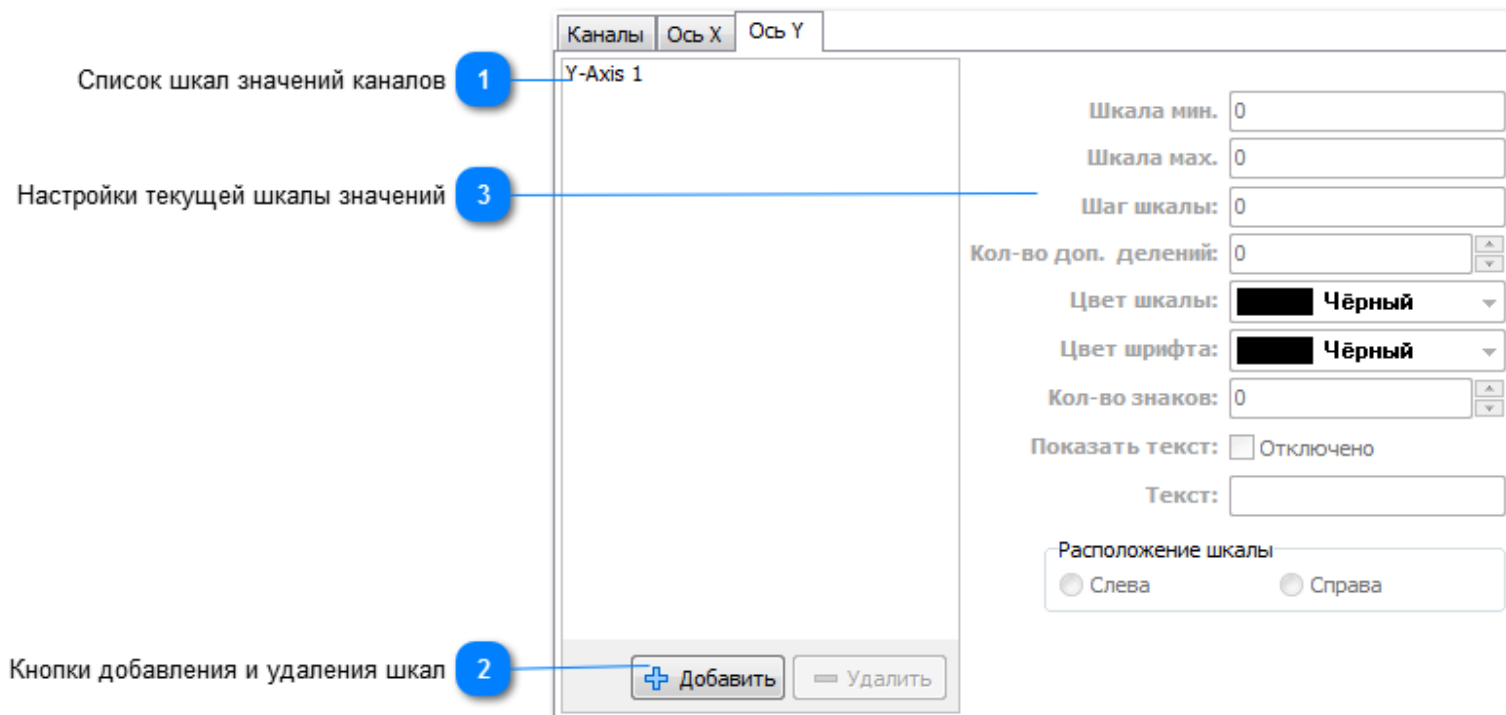 Каналы Ось X Ось Y
Список шкал значений каналов 1 Y-Axis 1
Шкала мин. 0
Шкала мах. 0
Настройки текущей шкалы значений 3 Шаг шкалы: 0
Кол-во доп. делений: 0
Цвет шкалы: Чёрный
Цвет шрифта: Чёрный
Кол-во знаков: 0
Показать текст: Отключено
Текст:
Расположение шкалы
Слева Справа
Кнопки добавления и удаления шкал 2 Добавить Удалить